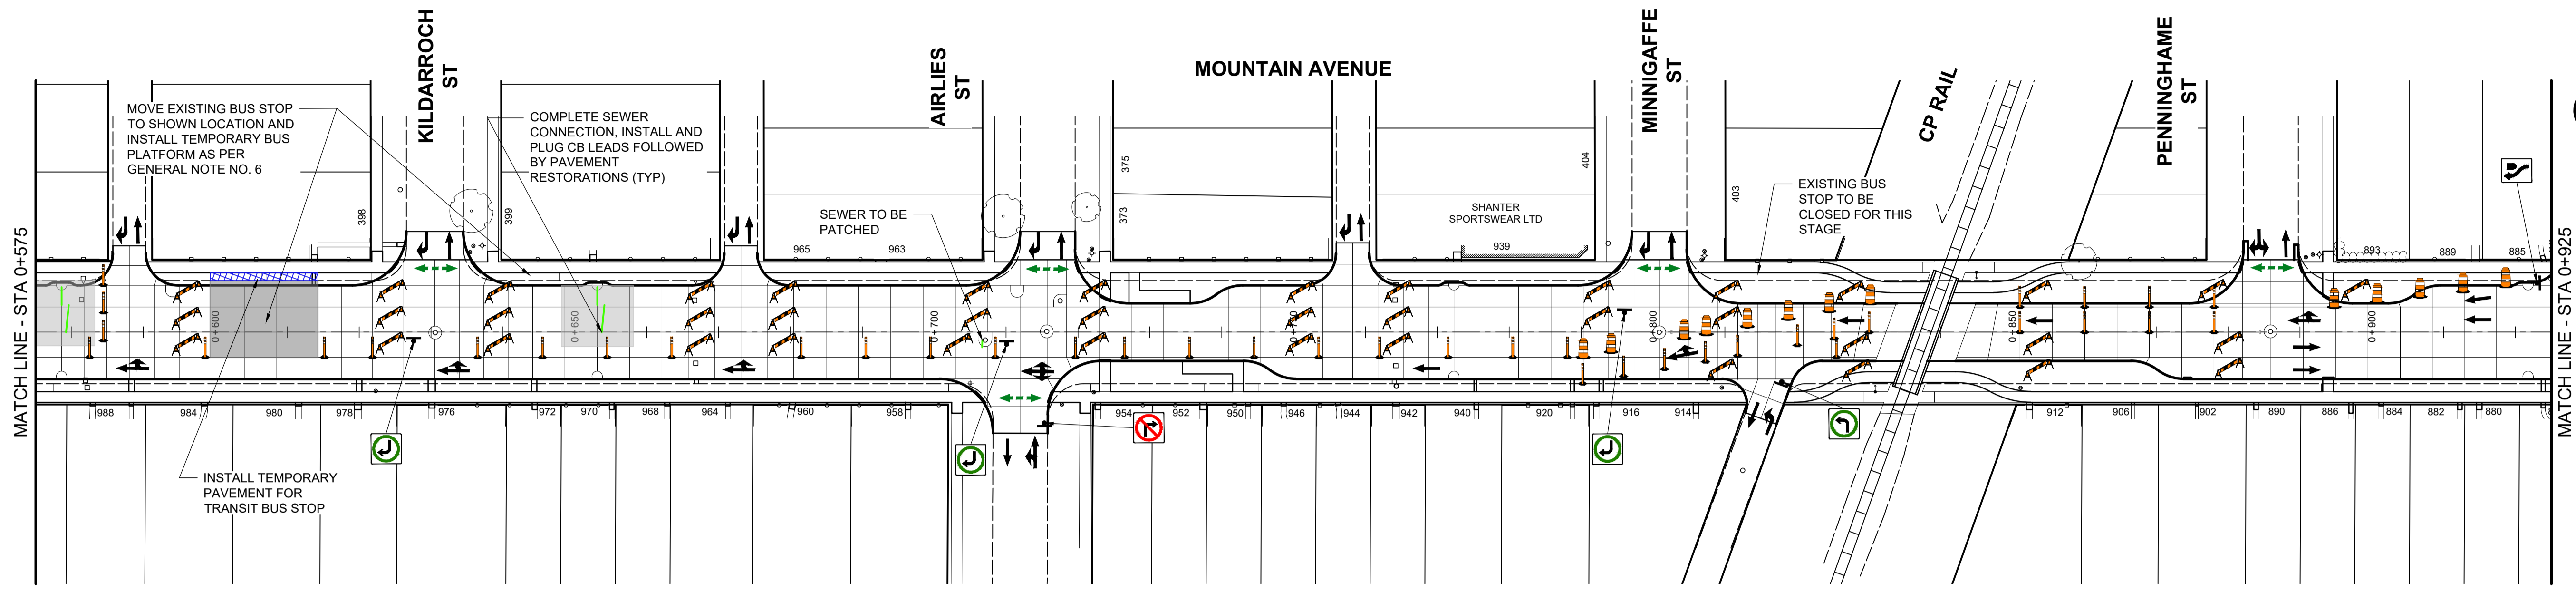 KILDARROCH
ST
AIRLIES
ST
MOUNTAIN AVENUE
MINNIGAFFE
ST
CP RAIL
PENNINGHAME
ST
MOVE EXISTING BUS STOP
TO SHOWN LOCATION AND
INSTALL TEMPORARY BUS
PLATFORM AS PER
GENERAL NOTE NO. 6
COMPLETE SEWER
CONNECTION, INSTALL AND
PLUG CB LEADS FOLLOWED
BY PAVEMENT
RESTORATIONS (TYP)
SEWER TO BE
PATCHED
SHANTER
SPORTSWEAR LTD
EXISTING BUS
STOP TO BE
CLOSED FOR THIS
STAGE
398
399
375
373
404
403
965
963
939
893
889
885
MATCH LINE - STA 0+575
MATCH LINE - STA 0+925
0+600
0+650
0+700
0+800
0+850
0+900
988
984
980
978
976
972
970
968
964
960
958
954
952
950
946
944
942
940
920
916
914
912
906
902
890
886
884
882
880
INSTALL TEMPORARY
PAVEMENT FOR
TRANSIT BUS STOP